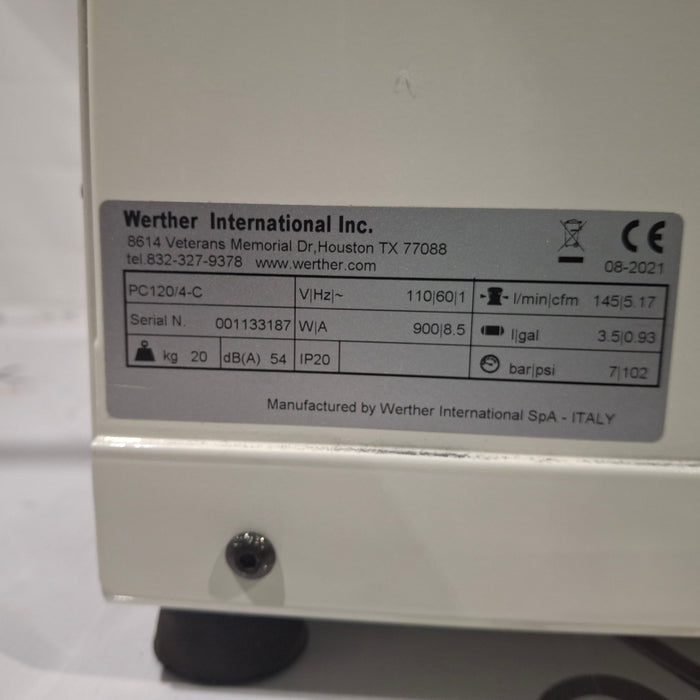 Werther International Inc.
8614 Veterans Memorial Dr,Houston TX 77088
tel.832-327-9378 www.werther.com
CE
08-2021
PC120/4-C V|Hz|~ 110|60|1 l/min|cfm 145|5.17
Serial N. 001133187 W|A 900|8.5 l|gal 3.5|0.93
kg 20 dB(A) 54 IP20 bar|psi 7|102
Manufactured by Werther International SpA - ITALY